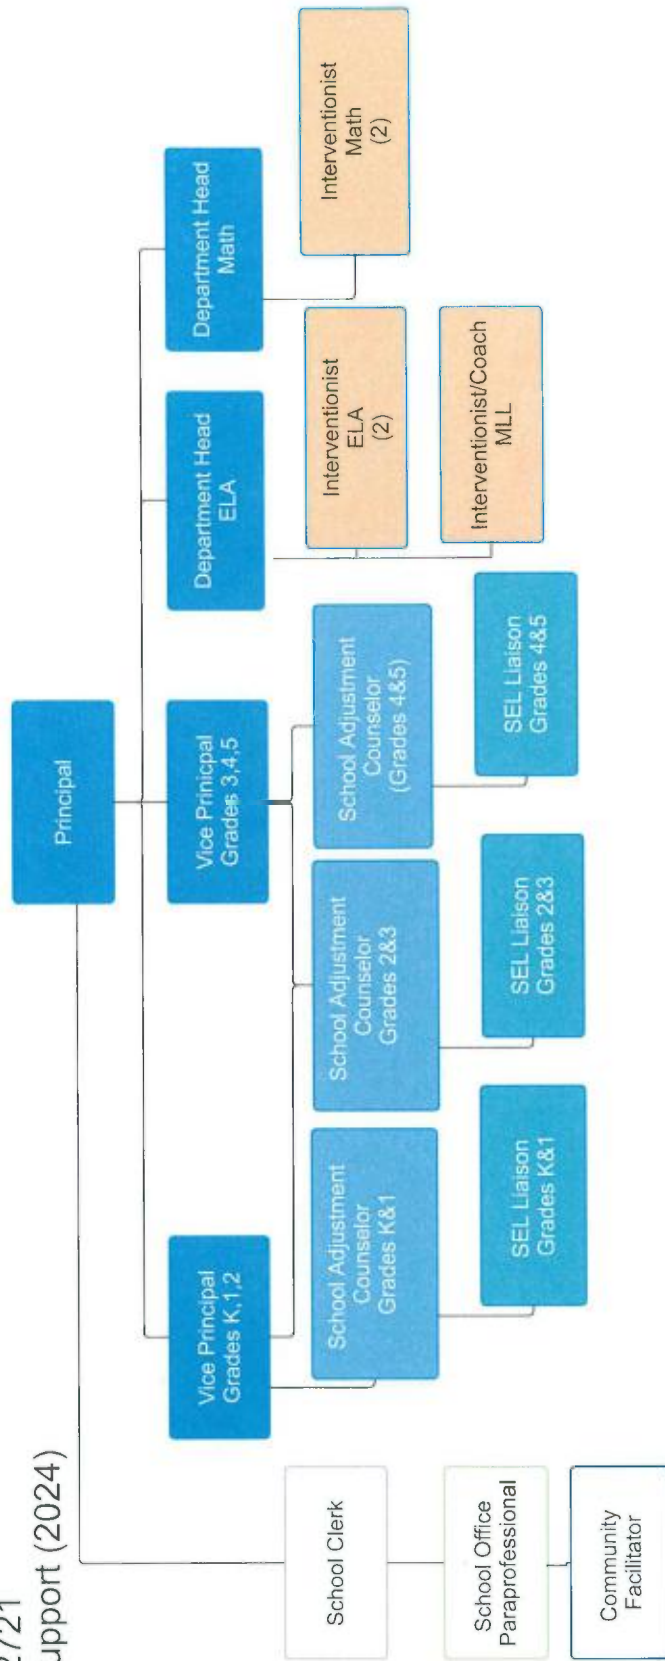 2721
upport (2024)
Principal
Vice Principal
Grades K,1,2
Vice Prinicpal
Grades 3,4,5
Department Head
ELA
Department Head
Math
School Clerk
School Adjustment
Counselor
Grades K&1
School Adjustment
Counselor
Grades 2&3
School Adjustment
Counselor
(Grades 4&5)
Interventionist
ELA
(2)
Interventionist
Math
(2)
School Office
Paraprofessional
SEL Liaison
Grades K&1
SEL Liaison
Grades 2&3
SEL Liaison
Grades 4&5
Interventionist/Coach
MLL
Community
Facilitator